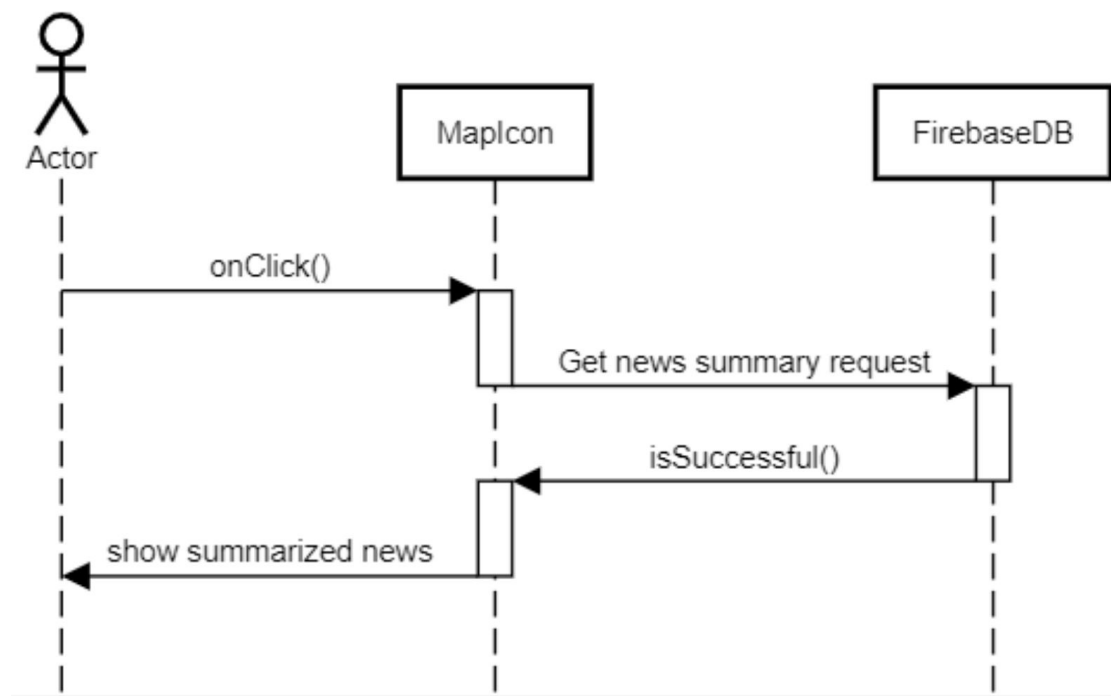 Actor
MapIcon
FirebaseDB
onClick()
Get news summary request
isSuccessful()
show summarized news